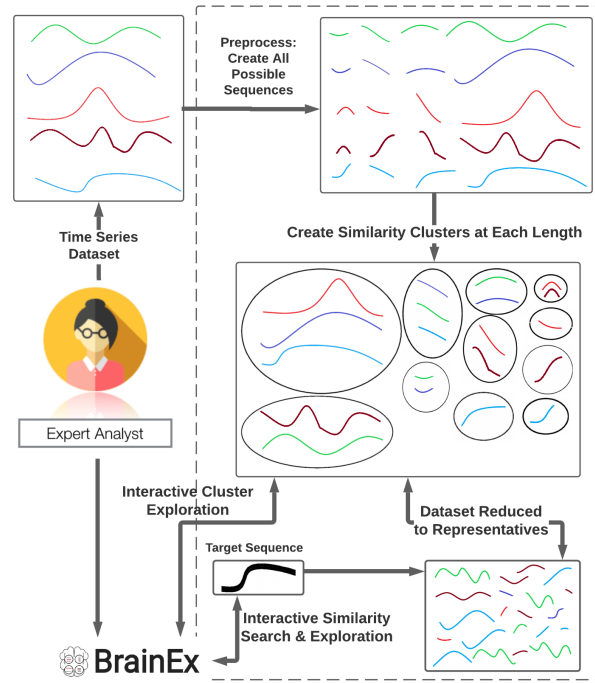 Preprocess:
Create All
Possible
Sequences
Time Series
Dataset
Create Similarity Clusters at Each Length
Expert Analyst
Interactive Cluster
Exploration
Dataset Reduced
to Representatives
Target Sequence
Interactive Similarity
Search & Exploration
BrainEx